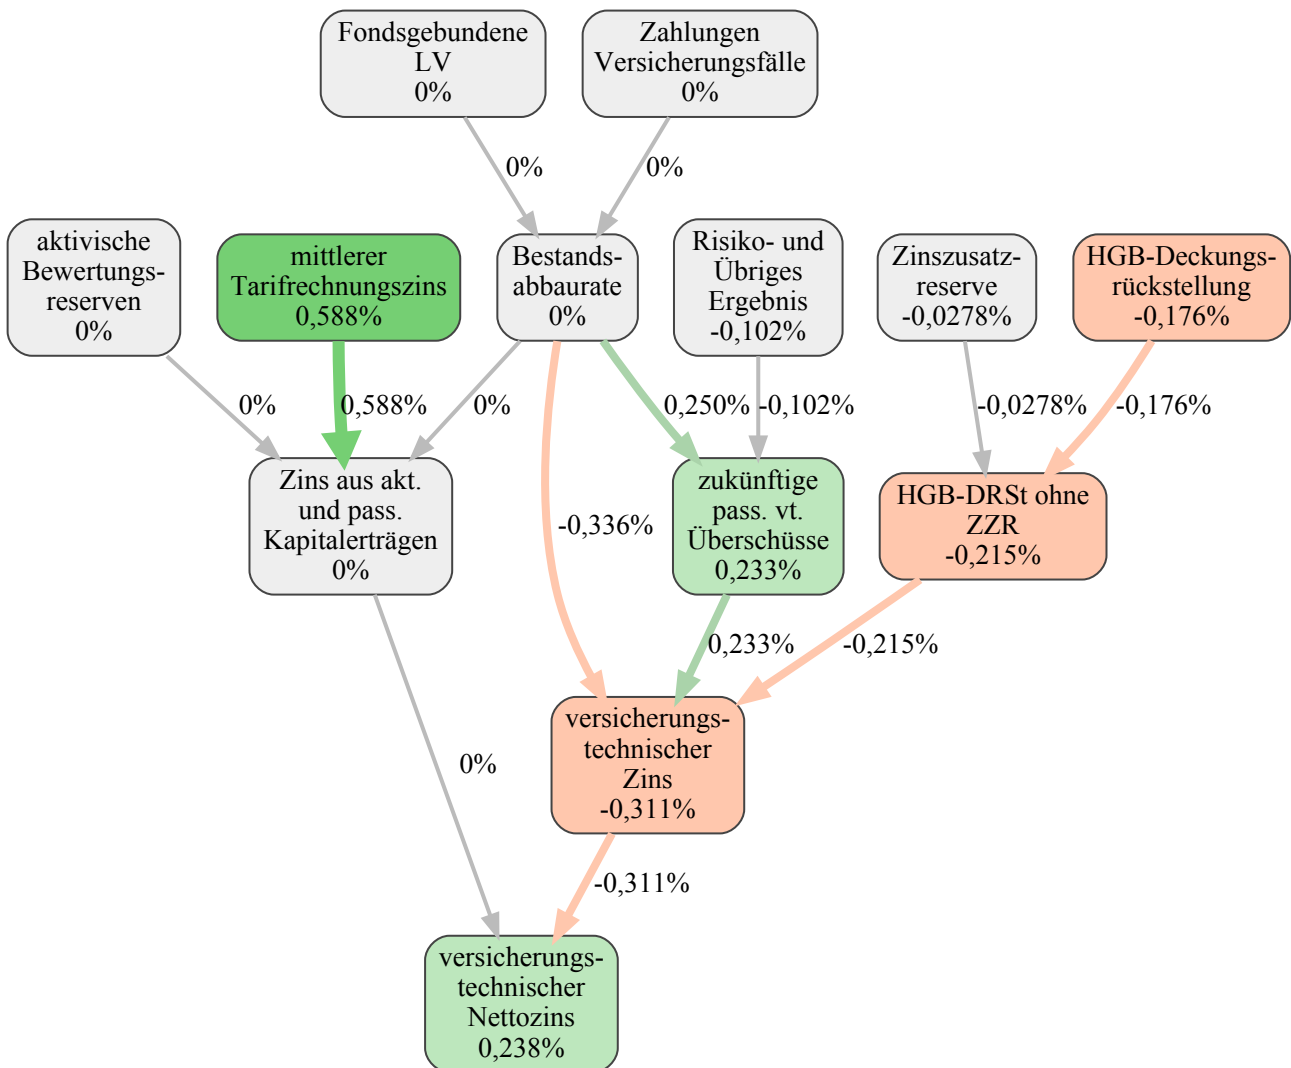 Fondsgebundene
LV
0%
Zahlungen
Versicherungsfälle
0%
0%
0%
aktivische
Bewertungs-
reserven
0%
mittlerer
Tarifrechnungszins
0,588%
Bestands-
abbaurate
0%
Risiko- und
Übriges
Ergebnis
-0,102%
Zinszusatz-
reserve
-0,0278%
HGB-Deckungs-
rückstellung
-0,176%
0%
0,588%
0%
0,250%
-0,102%
-0,0278%
-0,176%
Zins aus akt.
und pass.
Kapitalerträgen
0%
-0,336%
zukünftige
pass. vt.
Überschüsse
0,233%
HGB-DRSt ohne
ZZR
-0,215%
0,233%
-0,215%
versicherungs-
technischer
Zins
-0,311%
0%
-0,311%
versicherungs-
technischer
Nettozins
0,238%